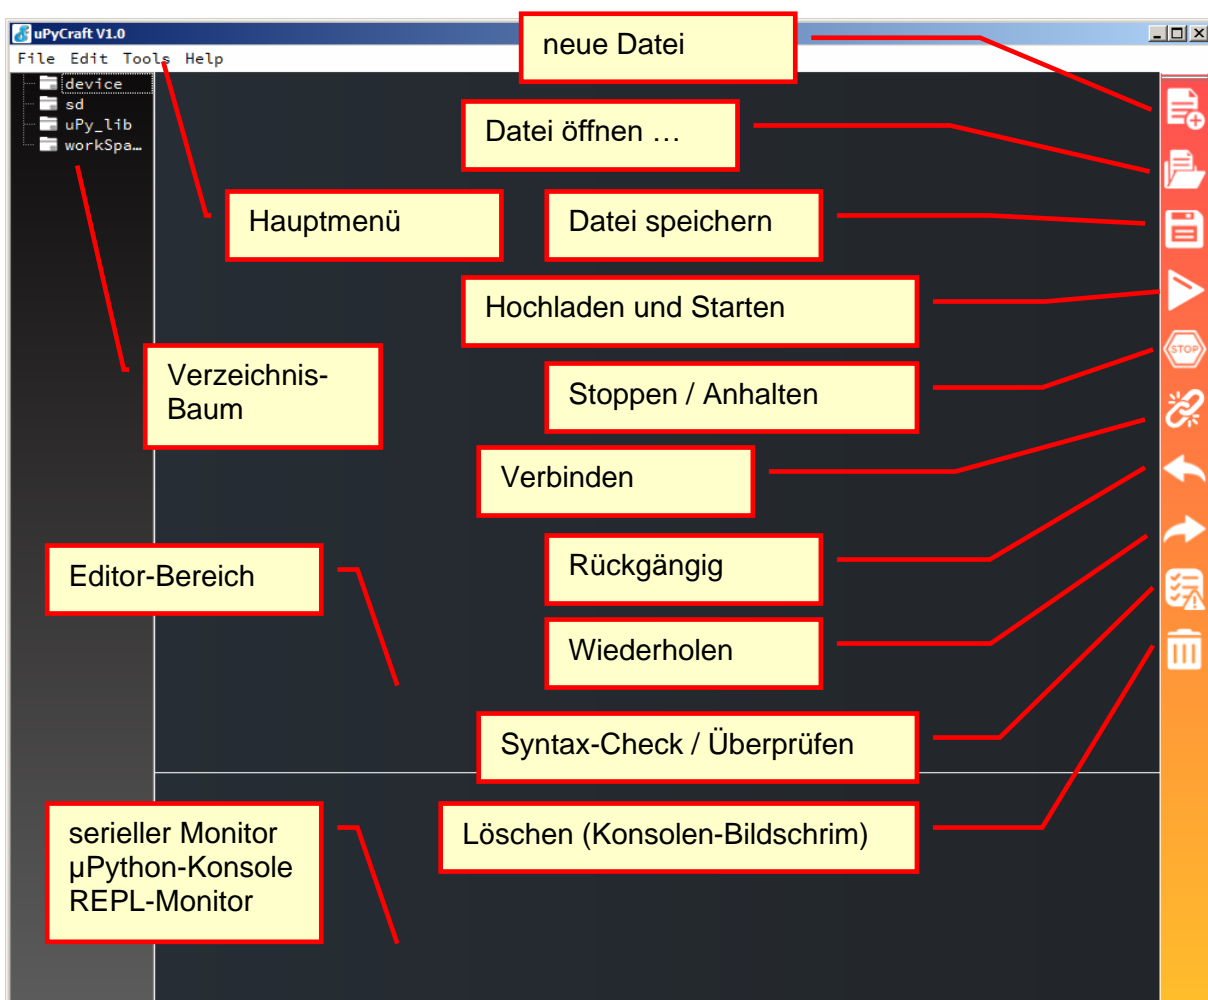 uPyCraft V1.0
File Edit Tools Help
device
sd
uPy_lib
workSpa…
neue Datei
Datei öffnen …
Hauptmenü
Datei speichern
Hochladen und Starten
STOP
Verzeichnis-
Baum
Stoppen / Anhalten
Verbinden
Editor-Bereich
Rückgängig
Wiederholen
Syntax-Check / Überprüfen
serieller Monitor
µPython-Konsole
REPL-Monitor
Löschen (Konsolen-Bildschrim)